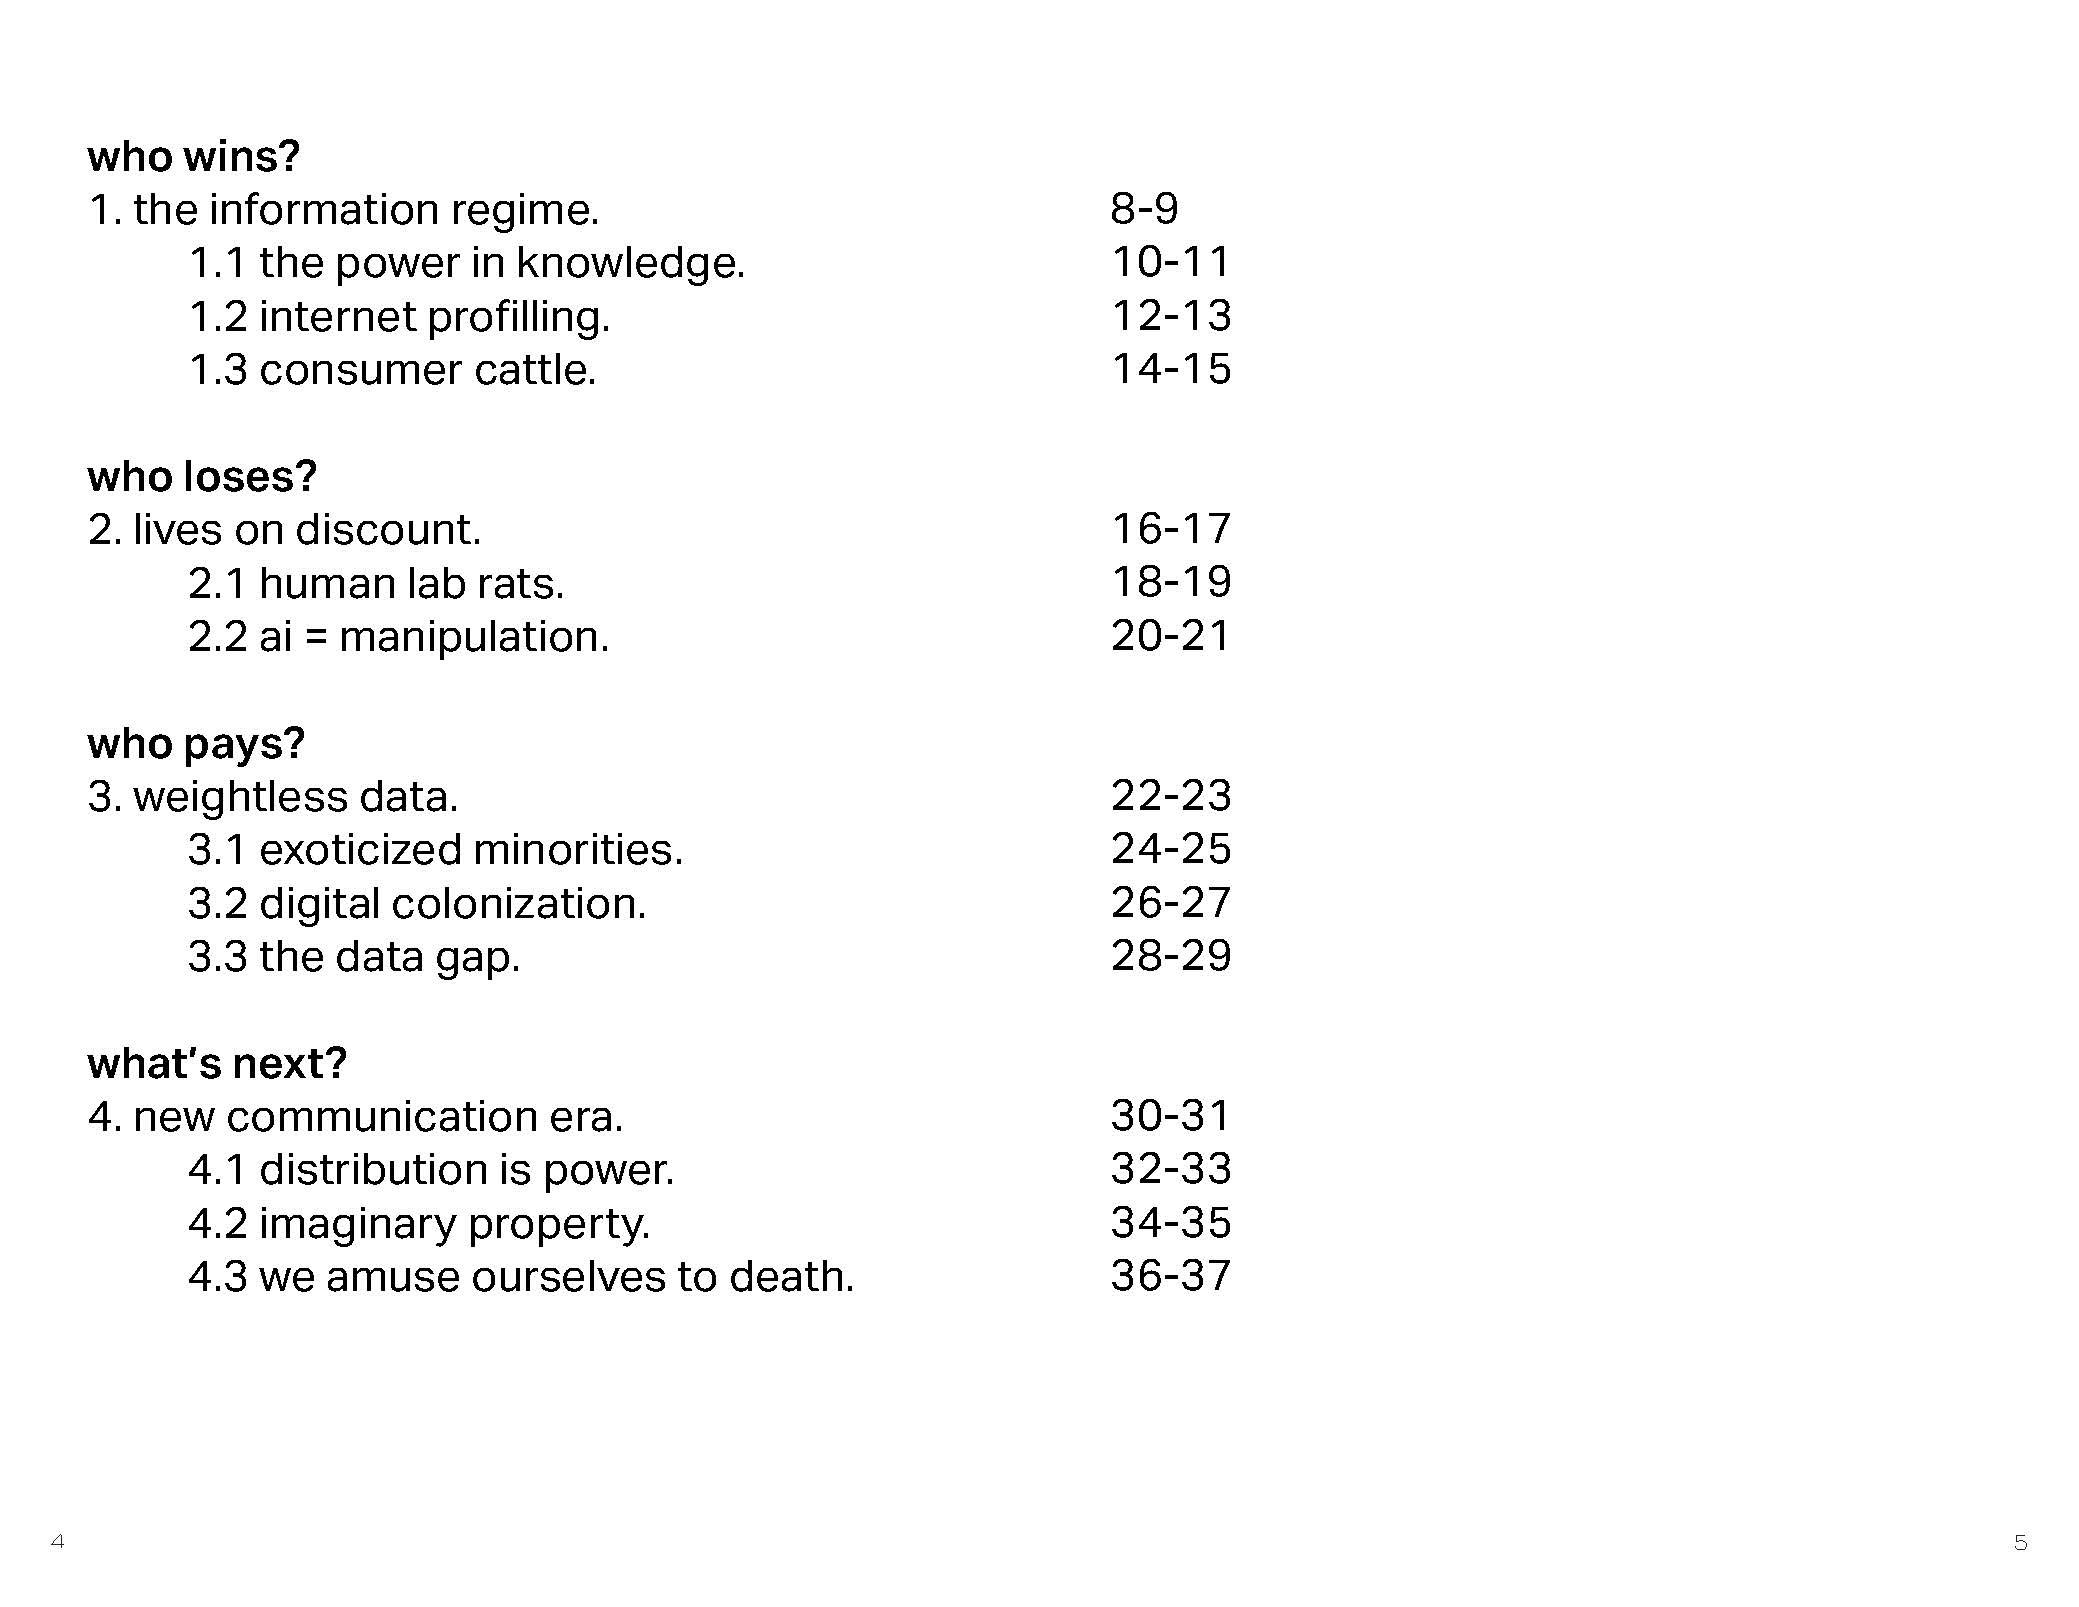 who wins?
1. the information regime. 8-9
1.1 the power in knowledge. 10-11
1.2 internet profilling. 12-13
1.3 consumer cattle. 14-15
who loses?
2. lives on discount. 16-17
2.1 human lab rats. 18-19
2.2 ai = manipulation. 20-21
who pays?
3. weightless data. 22-23
3.1 exoticized minorities. 24-25
3.2 digital colonization. 26-27
3.3 the data gap. 28-29
what's next?
4. new communication era. 30-31
4.1 distribution is power. 32-33
4.2 imaginary property. 34-35
4.3 we amuse ourselves to death. 36-37
4 5